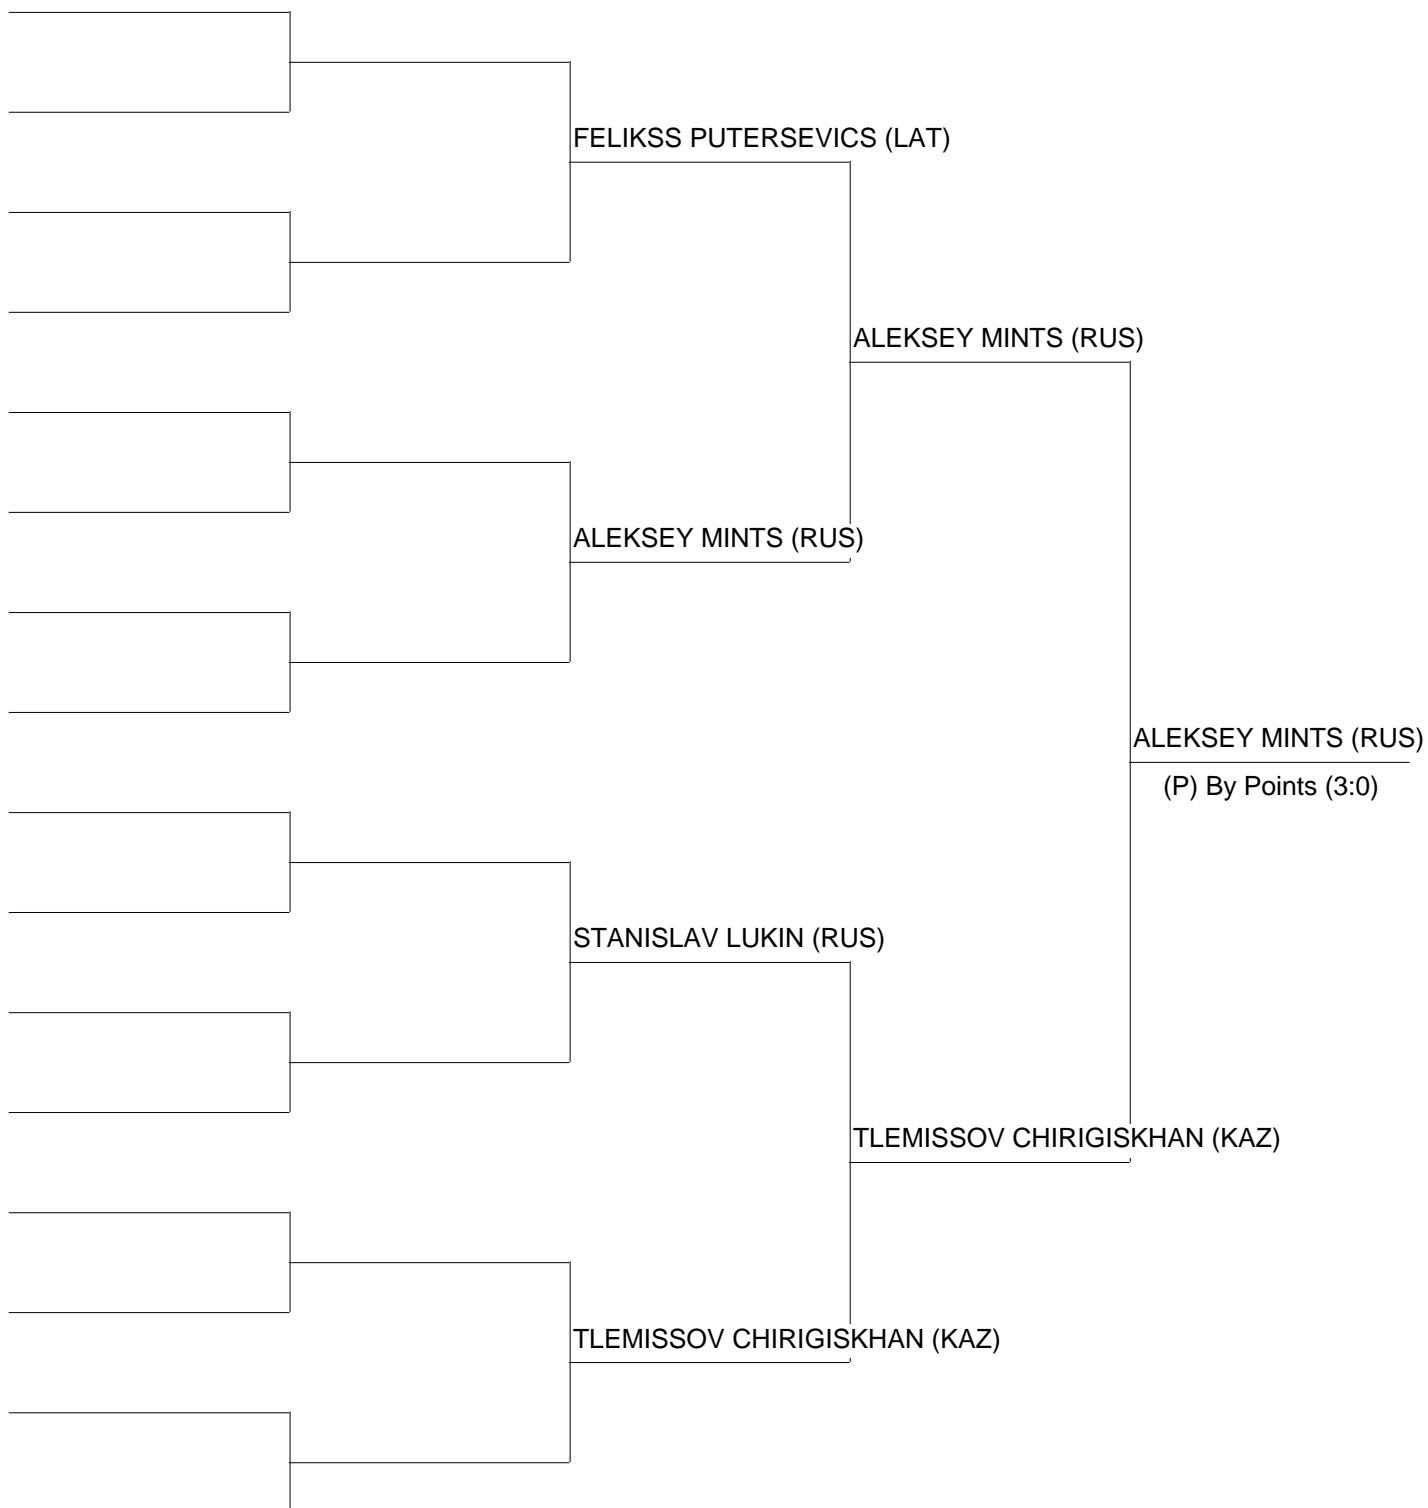 FELIKSS PUTERSEVICS (LAT)
ALEKSEY MINTS (RUS)
ALEKSEY MINTS (RUS)
ALEKSEY MINTS (RUS)
(P) By Points (3:0)
STANISLAV LUKIN (RUS)
TLEMISSOV CHIRIGISKHAN (KAZ)
TLEMISSOV CHIRIGISKHAN (KAZ)